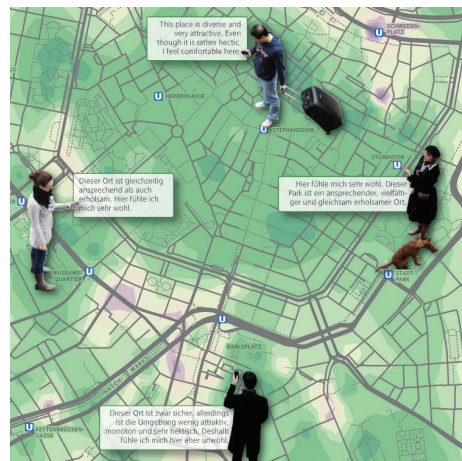 This place is diverse and
very attractive. Even
though it is rather hectic,
I feel comfortable here.
SCHWEDEN-
PLATZ
U
U HERRENGASSE
U
STEPHANSDOM
STUBENTOR
U
Dieser Ort ist gleichzeitig
ansprechend als auch
erholsam. Hier fühle ich
mich sehr wohl.
Hier fühle mich sehr wohl. Dieser
Park ist ein ansprechender, vielfälti-
ger und gleichsam erholsamer Ort.
U
MUSEUMS-
QUARTIER
U
U
STADT-
PARK
U
KARLSPLATZ
NASCH-MARKT
Dieser Ort ist zwar sicher, allerdings
ist die Umgebung wenig attraktiv,
monoton und sehr hektisch. Deshalb
fühle ich mich hier eher unwohl.
U
KETTENBRÜCKEN-
GASSE